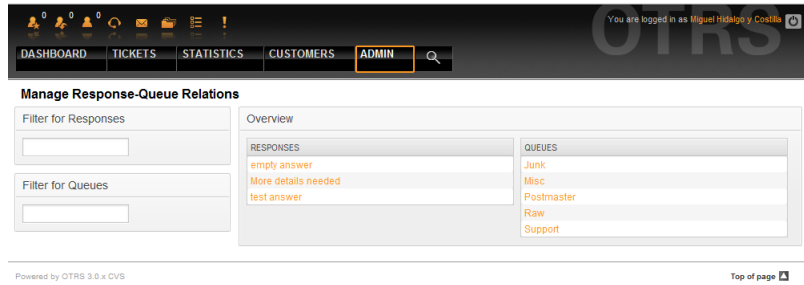 0 0 0
You are logged in as Miguel Hidalgo y Costilla
OTRS
DASHBOARD TICKETS STATISTICS CUSTOMERS ADMIN
Manage Response-Queue Relations
Filter for Responses
Filter for Queues
Overview
RESPONSES
empty answer
More details needed
test answer
QUEUES
Junk
Misc
Postmaster
Raw
Support
Powered by OTRS 3.0.x CVS
Top of page